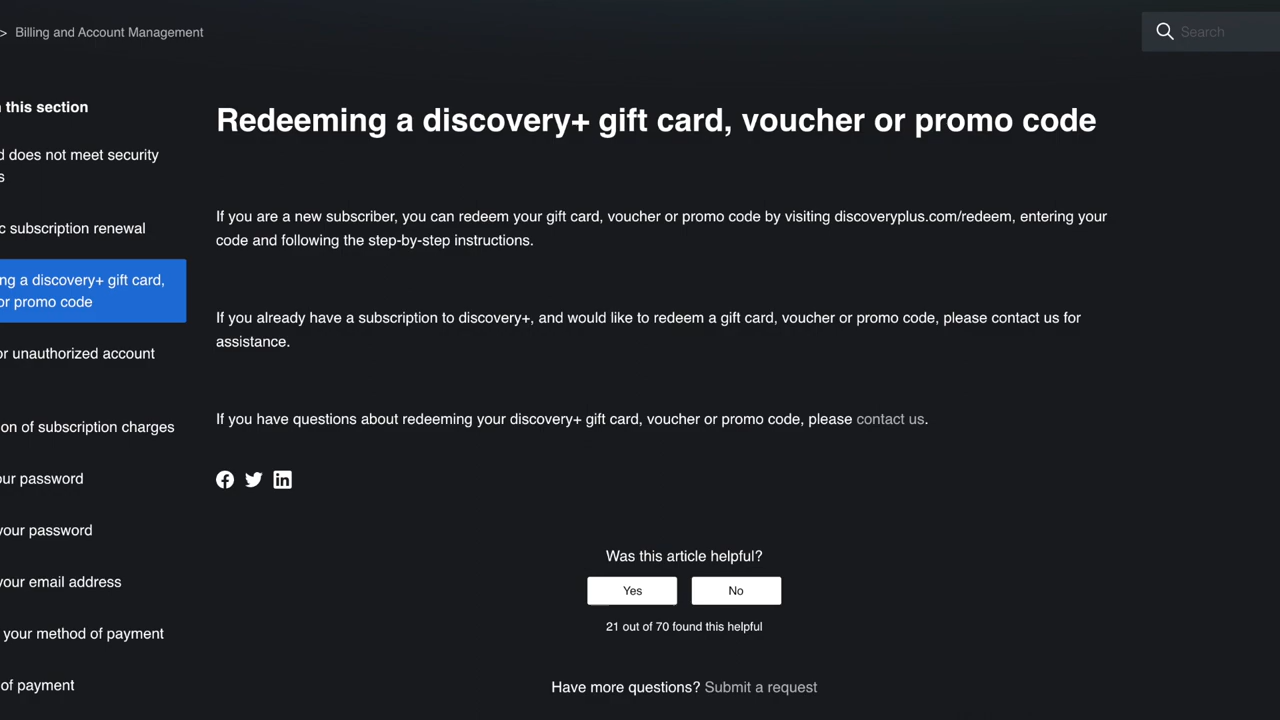 > Billing and Account Management
Search
this section
does not meet security
subscription renewal
a discovery+ gift card,
or promo code
or unauthorized account
of subscription charges
password
your password
your email address
your method of payment
of payment
Redeeming a discovery+ gift card, voucher or promo code
If you are a new subscriber, you can redeem your gift card, voucher or promo code by visiting discoveryplus.com/redeem, entering your
code and following the step-by-step instructions.
If you already have a subscription to discovery+, and would like to redeem a gift card, voucher or promo code, please contact us for
assistance.
If you have questions about redeeming your discovery+ gift card, voucher or promo code, please contact us.
Was this article helpful?
Yes
No
21 out of 70 found this helpful
Have more questions? Submit a request